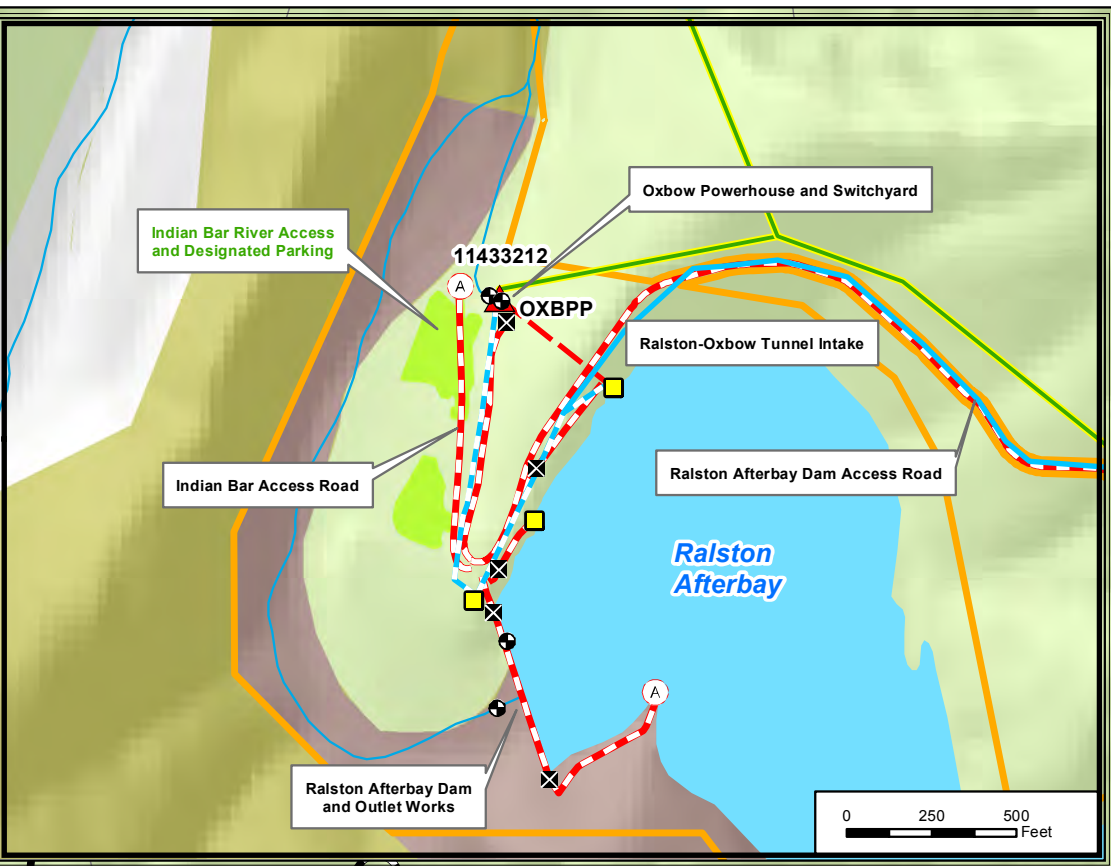 Oxbow Powerhouse and Switchyard
Indian Bar River Access
and Designated Parking
11433212
A
OXBPP
Ralston-Oxbow Tunnel Intake
Ralston Afterbay Dam Access Road
Indian Bar Access Road
Ralston
Afterbay
A
Ralston Afterbay Dam
and Outlet Works
0 250 500
Feet